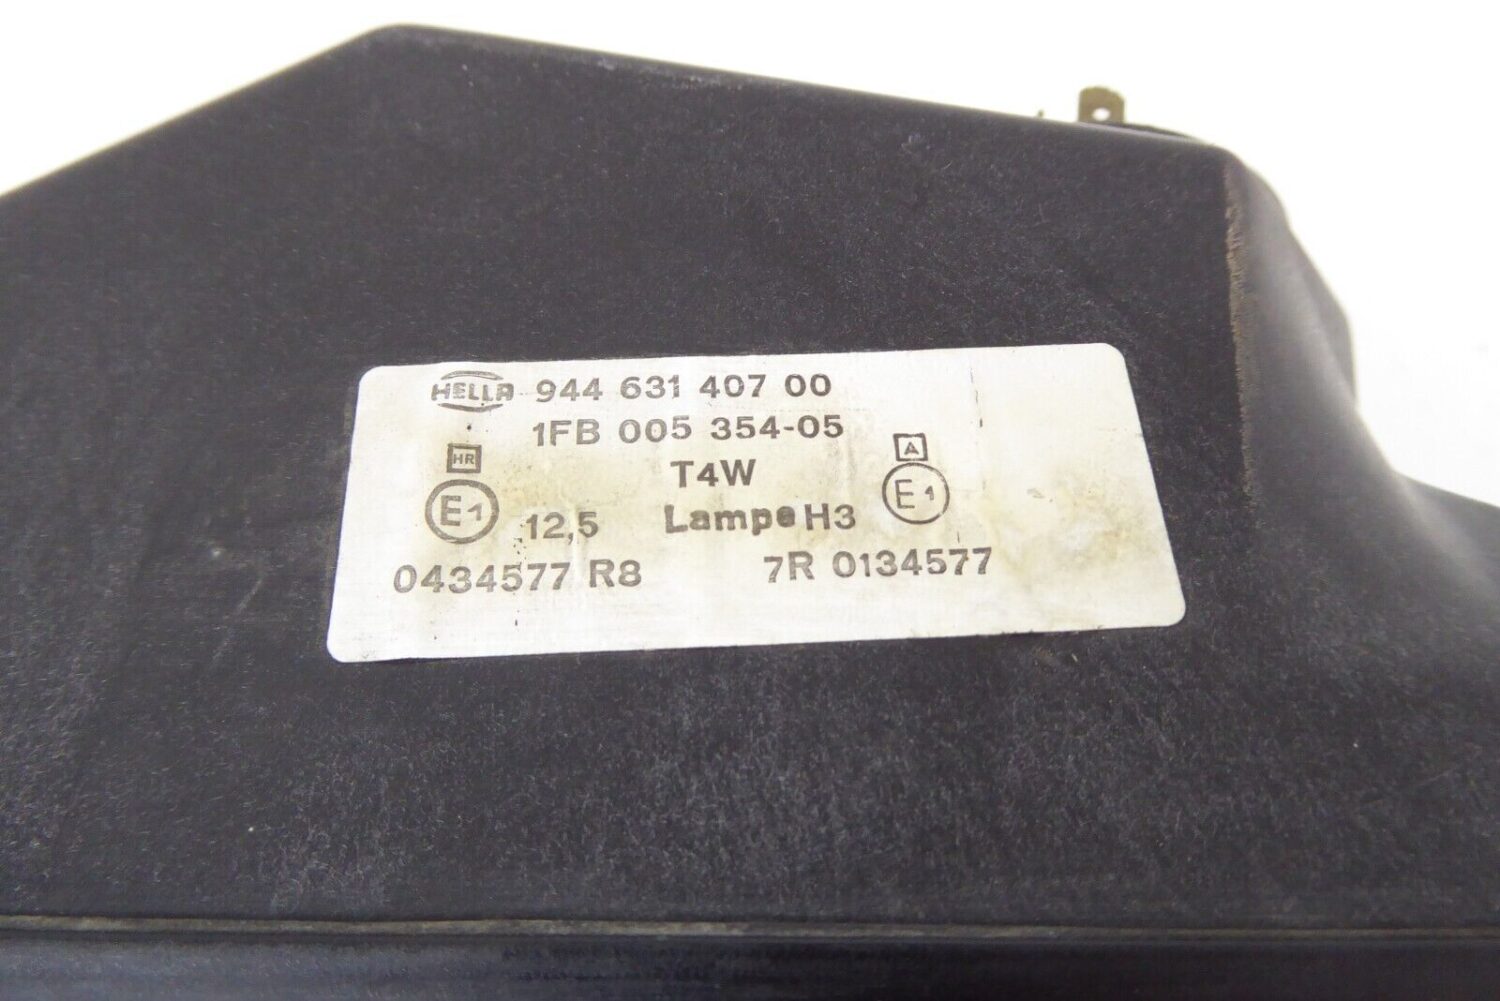 HELLA 944 631 407 00
1FB 005 354-05
HR T4W A
E1 12,5 Lampe H3 E1
0434577 R8 7R 0134577